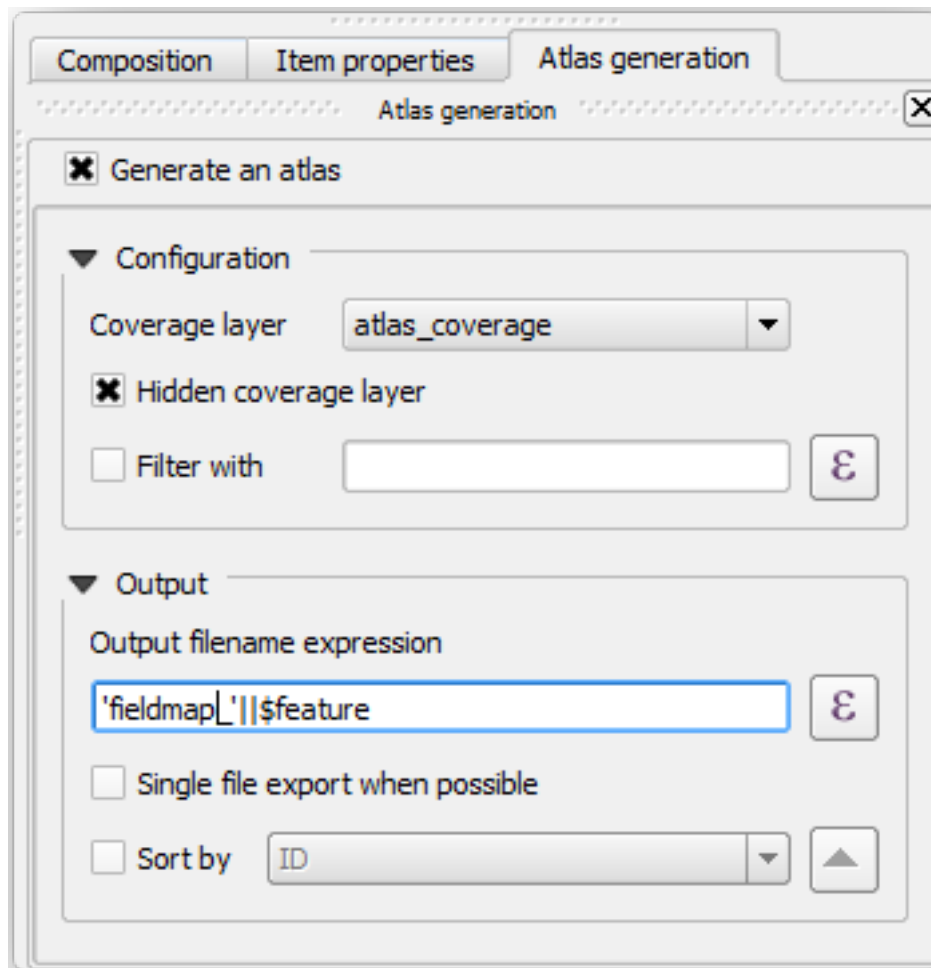 Composition Item properties Atlas generation
Atlas generation
Generate an atlas
Configuration
Coverage layer atlas_coverage
Hidden coverage layer
Filter with ε
Output
Output filename expression
'fieldmap_'||$feature ε
Single file export when possible
Sort by ID